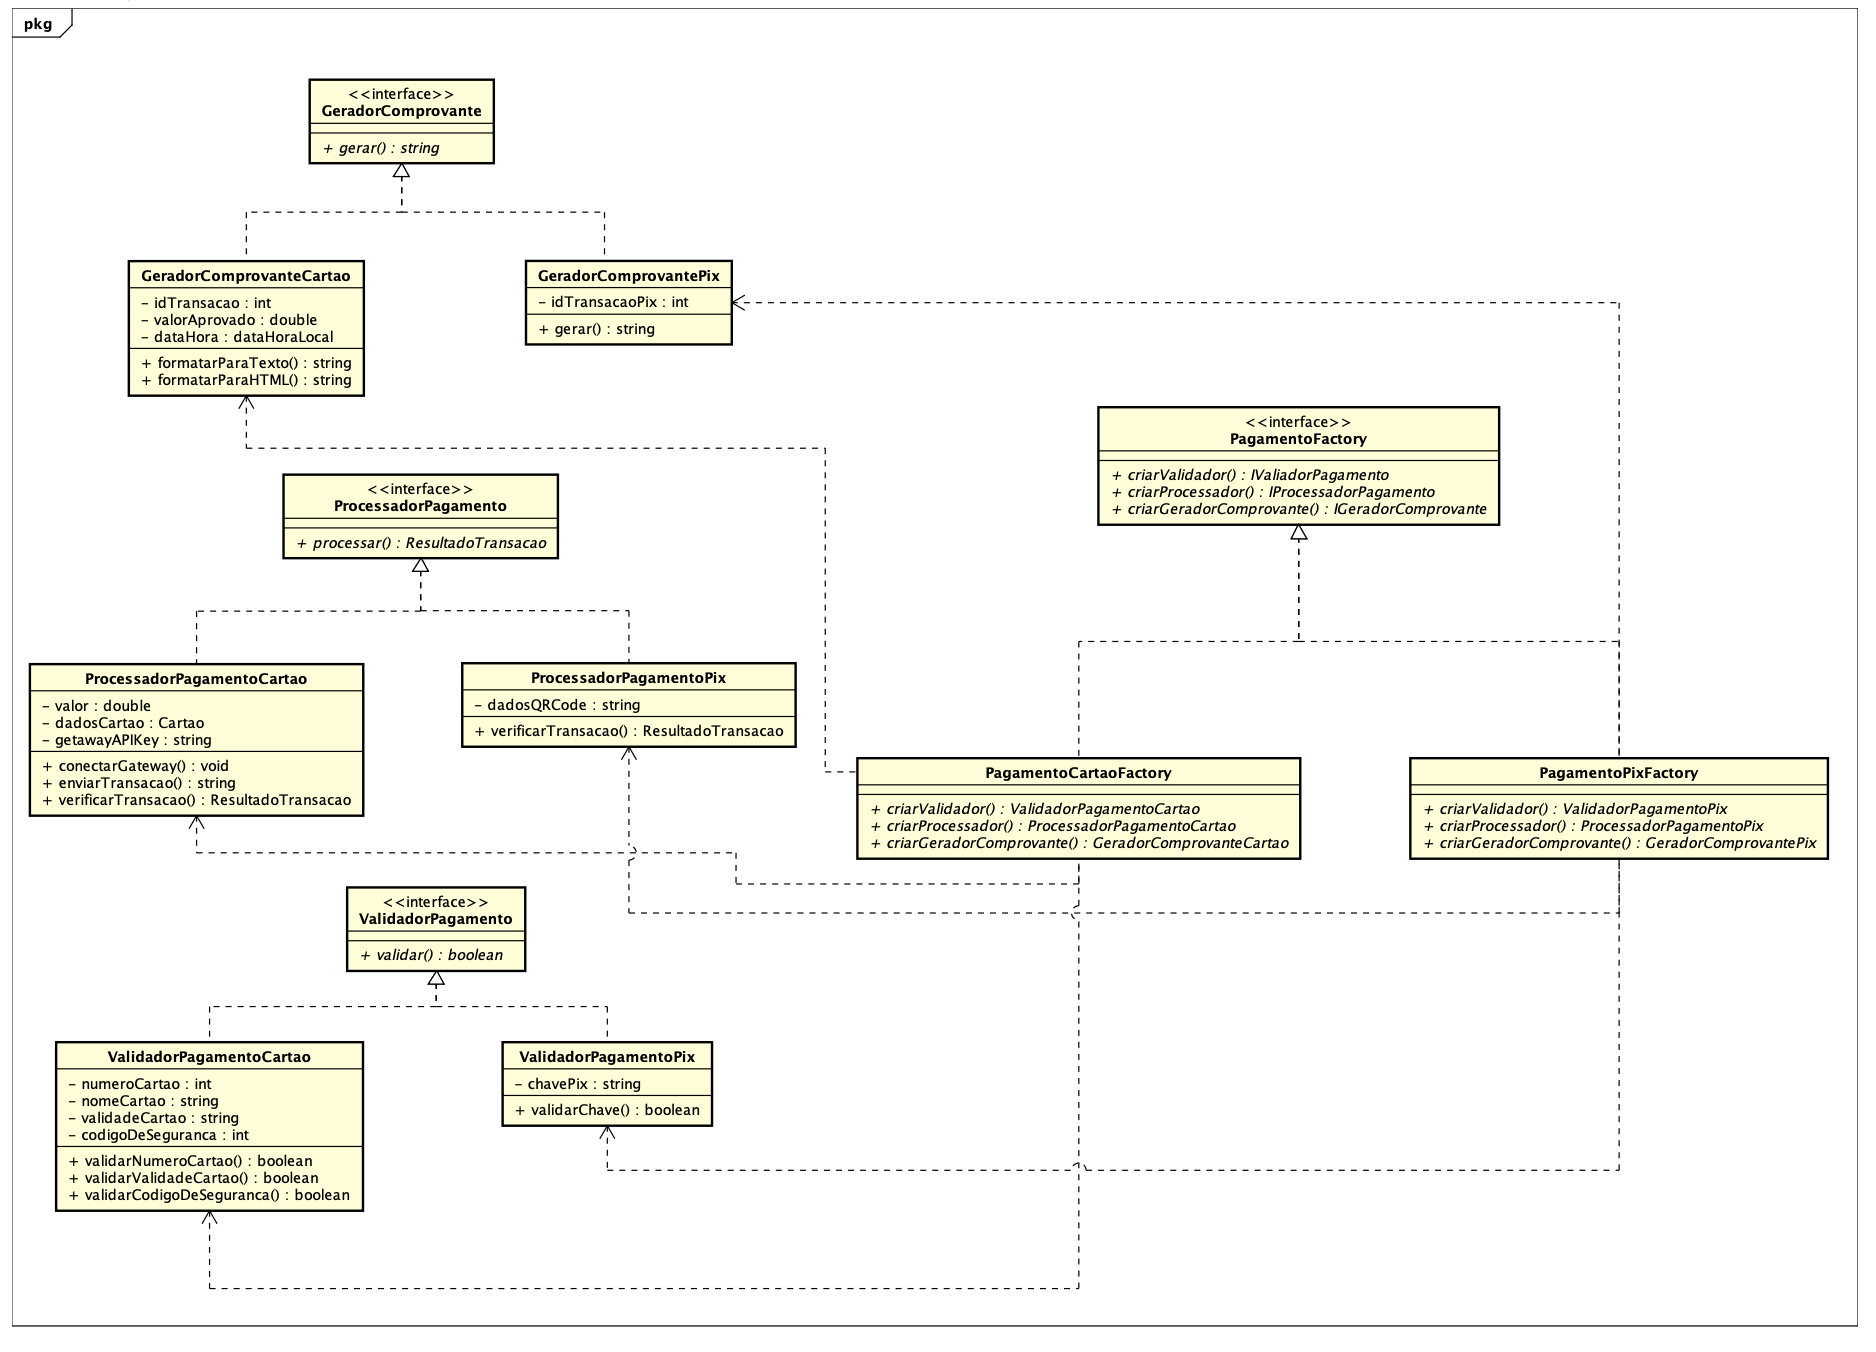 pkg
<<interface>>
GeradorComprovante
+ gerar() : string
GeradorComprovanteCartao
- idTransacao : int
- valorAprovado : double
- dataHora : dataHoraLocal
+ formatarParaTexto() : string
+ formatarParaHTML() : string
GeradorComprovantePix
- idTransacaoPix : int
+ gerar() : string
<<interface>>
PagamentoFactory
+ criarValidador() : IValiadorPagamento
+ criarProcessador() : IProcessadorPagamento
+ criarGeradorComprovante() : IGeradorComprovante
<<interface>>
ProcessadorPagamento
+ processar() : ResultadoTransacao
ProcessadorPagamentoCartao
- valor : double
- dadosCartao : Cartao
- getawayAPIKey : string
+ conectarGateway() : void
+ enviarTransacao() : string
+ verificarTransacao() : ResultadoTransacao
ProcessadorPagamentoPix
- dadosQRCode : string
+ verificarTransacao() : ResultadoTransacao
PagamentoCartaoFactory
+ criarValidador() : ValidadorPagamentoCartao
+ criarProcessador() : ProcessadorPagamentoCartao
+ criarGeradorComprovante() : GeradorComprovanteCartao
PagamentoPixFactory
+ criarValidador() : ValidadorPagamentoPix
+ criarProcessador() : ProcessadorPagamentoPix
+ criarGeradorComprovante() : GeradorComprovantePix
<<interface>>
ValidadorPagamento
+ validar() : boolean
ValidadorPagamentoCartao
- numeroCartao : int
- nomeCartao : string
- validadeCartao : string
- codigoDeSeguranca : int
+ validarNumeroCartao() : boolean
+ validarValidadeCartao() : boolean
+ validarCodigoDeSeguranca() : boolean
ValidadorPagamentoPix
- chavePix : string
+ validarChave() : boolean